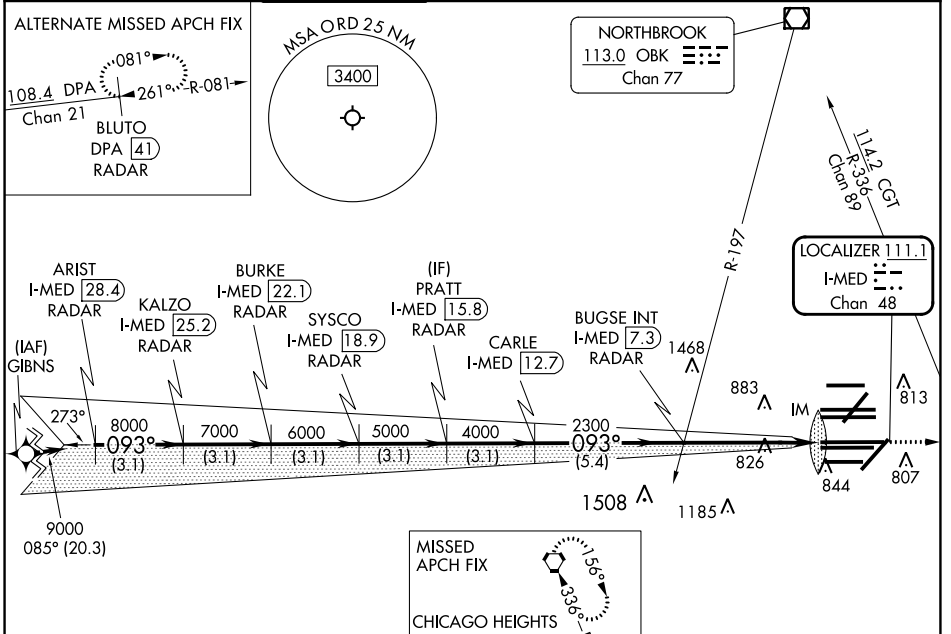 ALTERNATE MISSED APCH FIX
081°
108.4 DPA
261°
R-081
Chan 21
BLUTO
DPA 41
RADAR
MSA ORD 25 NM
3400
NORTHBROOK
113.0 OBK
Chan 77
114.2 CGT
R-336
Chan 89
R-197
LOCALIZER 111.1
I-MED
Chan 48
ARIST
I-MED 28.4
RADAR
KALZO
I-MED 25.2
RADAR
BURKE
I-MED 22.1
RADAR
SYSCO
I-MED 18.9
RADAR
(IF)
PRATT
I-MED 15.8
RADAR
CARLE
I-MED 12.7
BUGSE INT
I-MED 7.3
RADAR
1468
883
IM
813
(IAF)
GIBNS
273°
8000
093°
(3.1)
7000
(3.1)
6000
(3.1)
5000
(3.1)
4000
(3.1)
2300
093°
(5.4)
826
844
807
1508
1185
9000
085° (20.3)
MISSED
APCH FIX
156°
336°
CHICAGO HEIGHTS